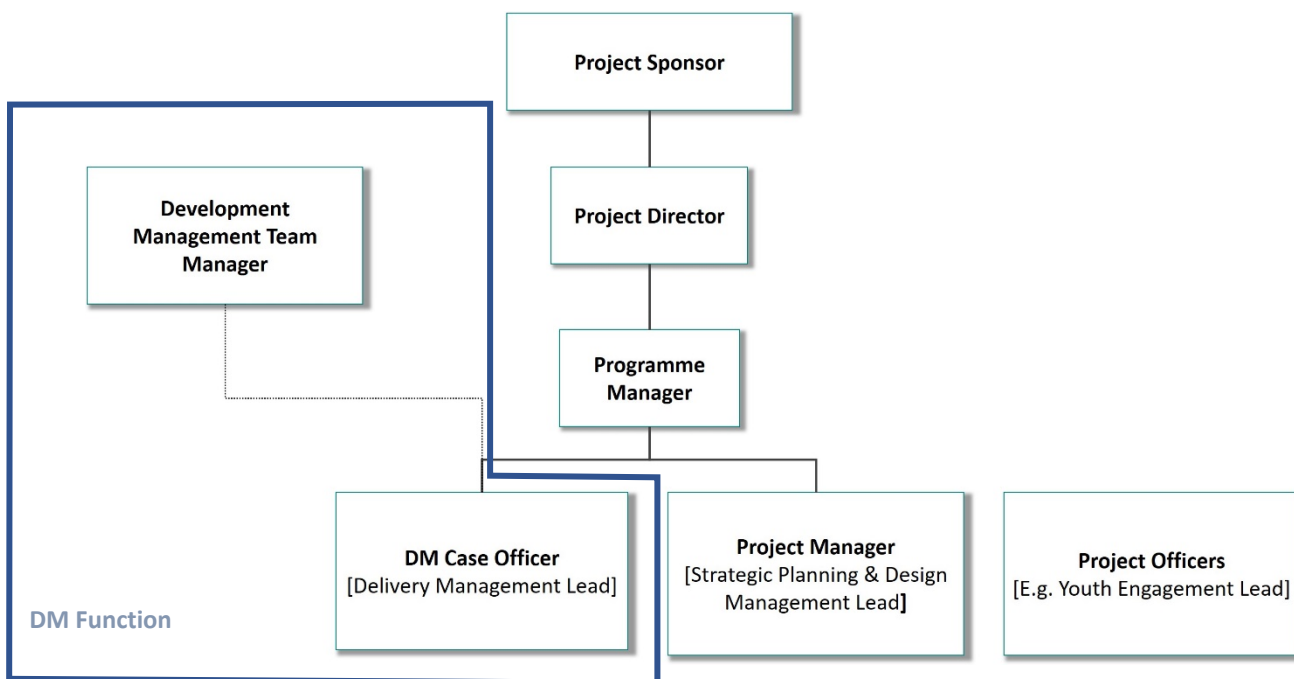 Project Sponsor
Development
Management Team
Manager
Project Director
Programme
Manager
DM Case Officer
[Delivery Management Lead]
Project Manager
[Strategic Planning & Design
Management Lead]
Project Officers
[E.g. Youth Engagement Lead]
DM Function